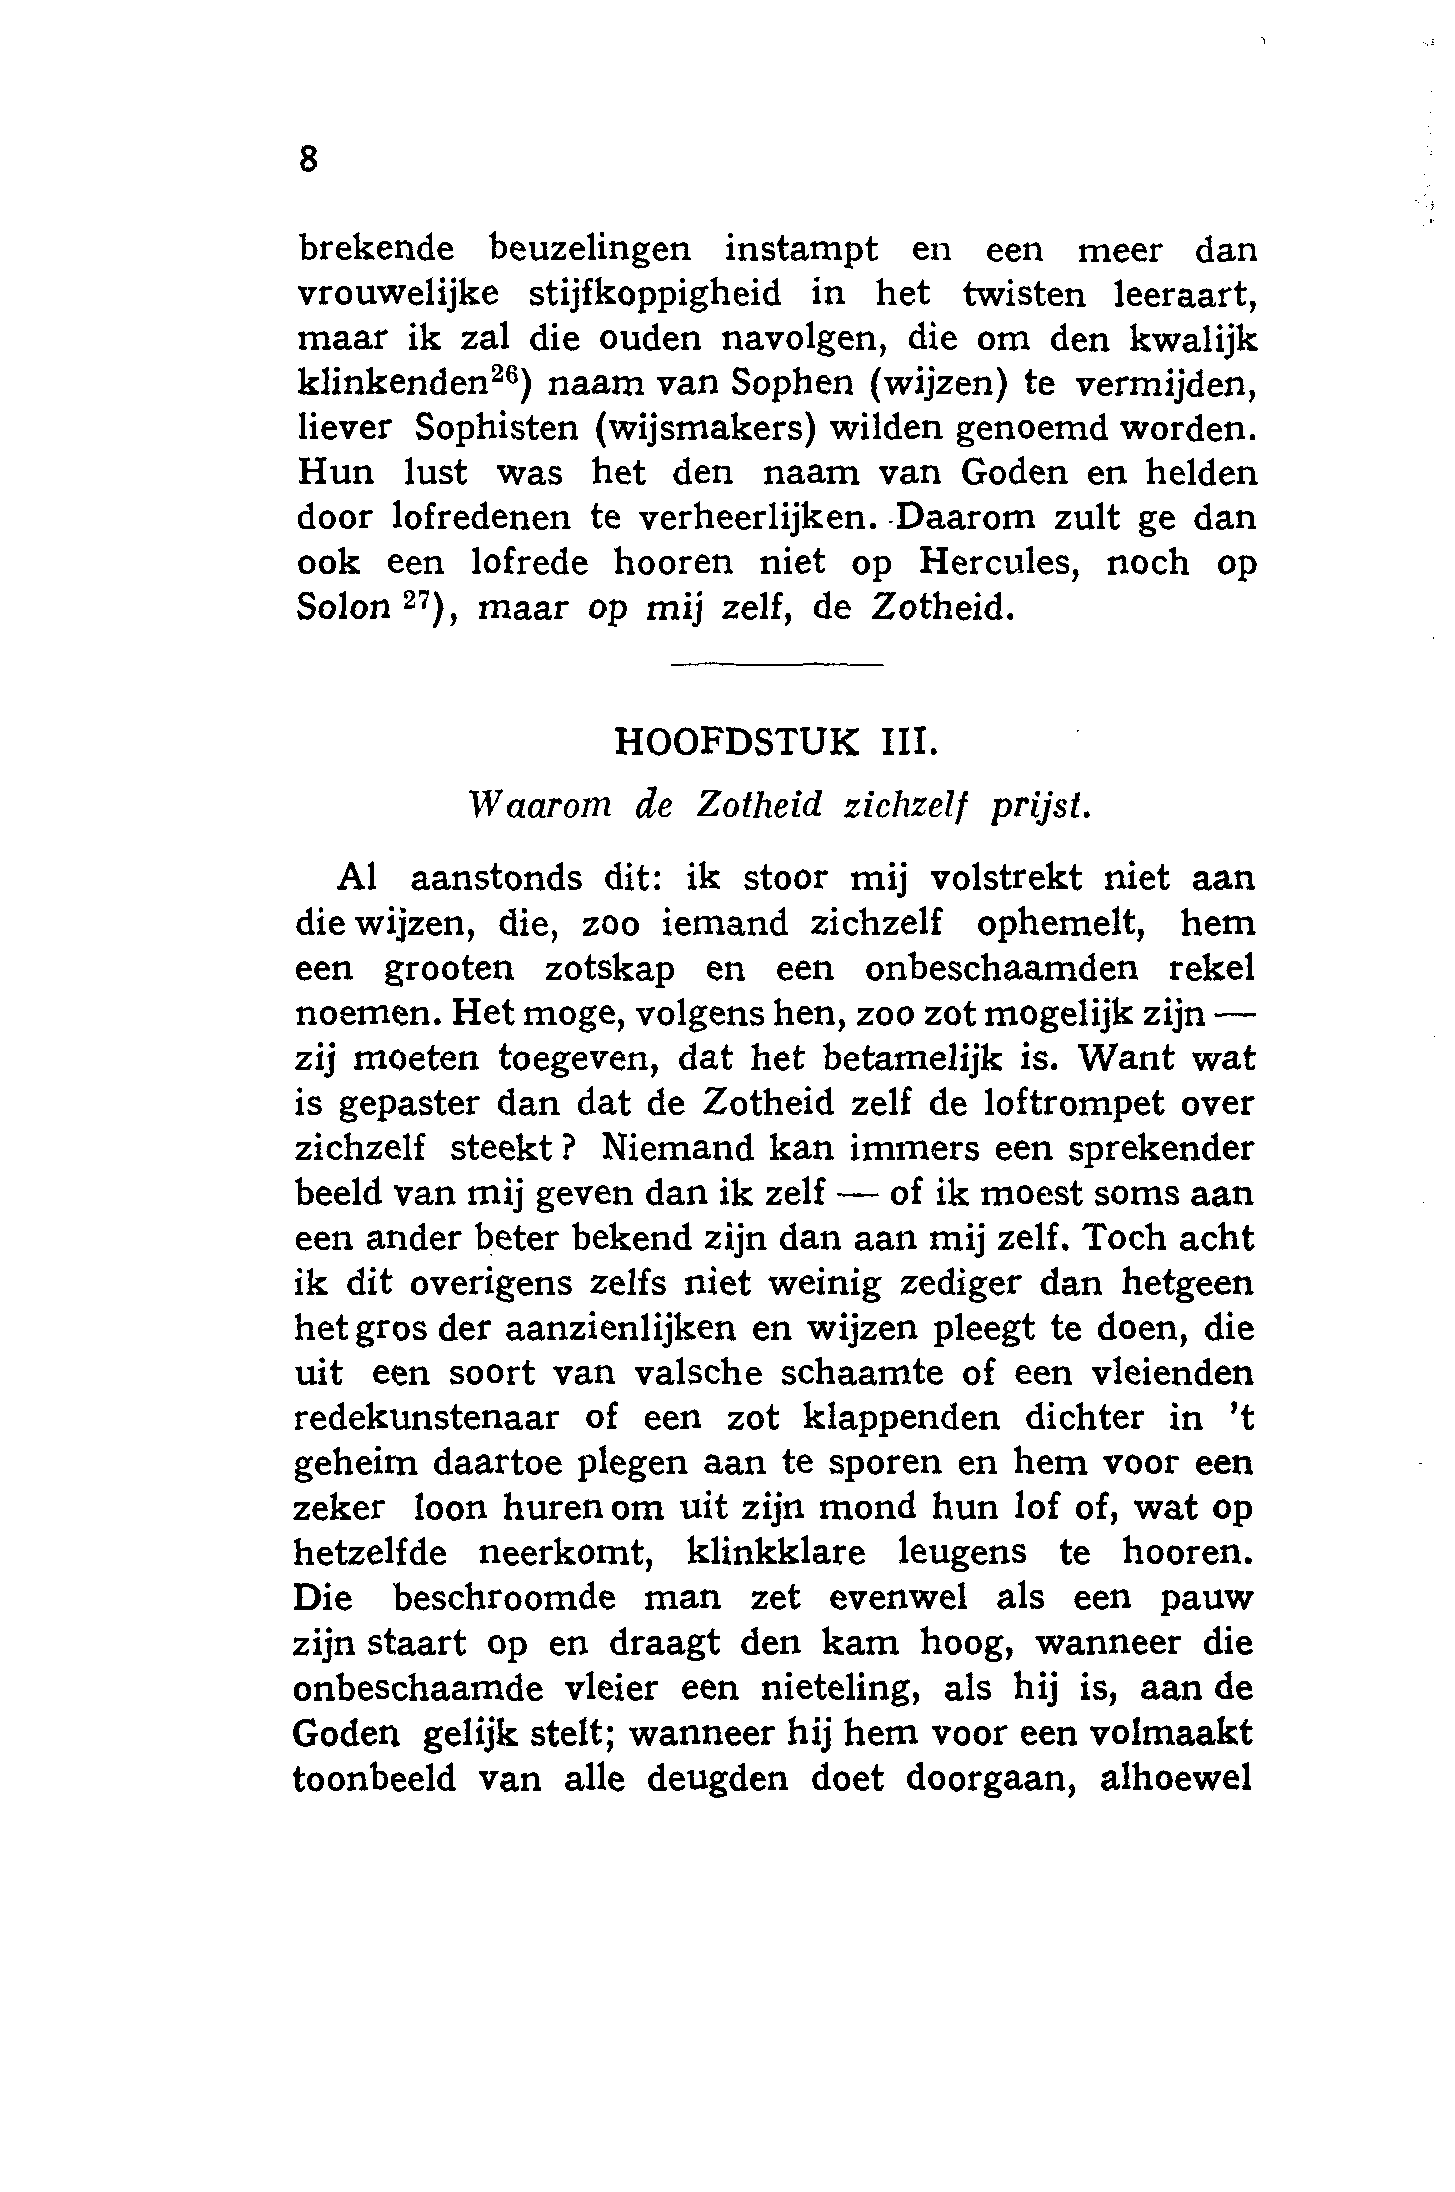 8
brekende beuzelingen instampt en een meer dan
vrouwelijke stijfkoppigheid in het twisten leeraart,
maar ik zal die ouden navolgen, die om den kwalijk
klinkenden²⁶) naam van Sophen (wijzen) te vermijden,
liever Sophisten (wijsmakers) wilden genoemd worden.
Hun lust was het den naam van Goden en helden
door lofredenen te verheerlijken. Daarom zult ge dan
ook een lofrede hooren niet op Hercules, noch op
Solon ²⁷), maar op mij zelf, de Zotheid.
HOOFDSTUK III.
Waarom de Zotheid zichzelf prijst.
Al aanstonds dit: ik stoor mij volstrekt niet aan
die wijzen, die, zoo iemand zichzelf ophemelt, hem
een grooten zotskap en een onbeschaamden rekel
noemen. Het moge, volgens hen, zoo zot mogelijk zijn —
zij moeten toegeven, dat het betamelijk is. Want wat
is gepaster dan dat de Zotheid zelf de loftrompet over
zichzelf steekt? Niemand kan immers een sprekender
beeld van mij geven dan ik zelf — of ik moest soms aan
een ander beter bekend zijn dan aan mij zelf. Toch acht
ik dit overigens zelfs niet weinig zediger dan hetgeen
het gros der aanzienlijken en wijzen pleegt te doen, die
uit een soort van valsche schaamte of een vleienden
redekunstenaar of een zot klappenden dichter in 't
geheim daartoe plegen aan te sporen en hem voor een
zeker loon huren om uit zijn mond hun lof of, wat op
hetzelfde neerkomt, klinkklare leugens te hooren.
Die beschroomde man zet evenwel als een pauw
zijn staart op en draagt den kam hoog, wanneer die
onbeschaamde vleier een nieteling, als hij is, aan de
Goden gelijk stelt; wanneer hij hem voor een volmaakt
toonbeeld van alle deugden doet doorgaan, alhoewel